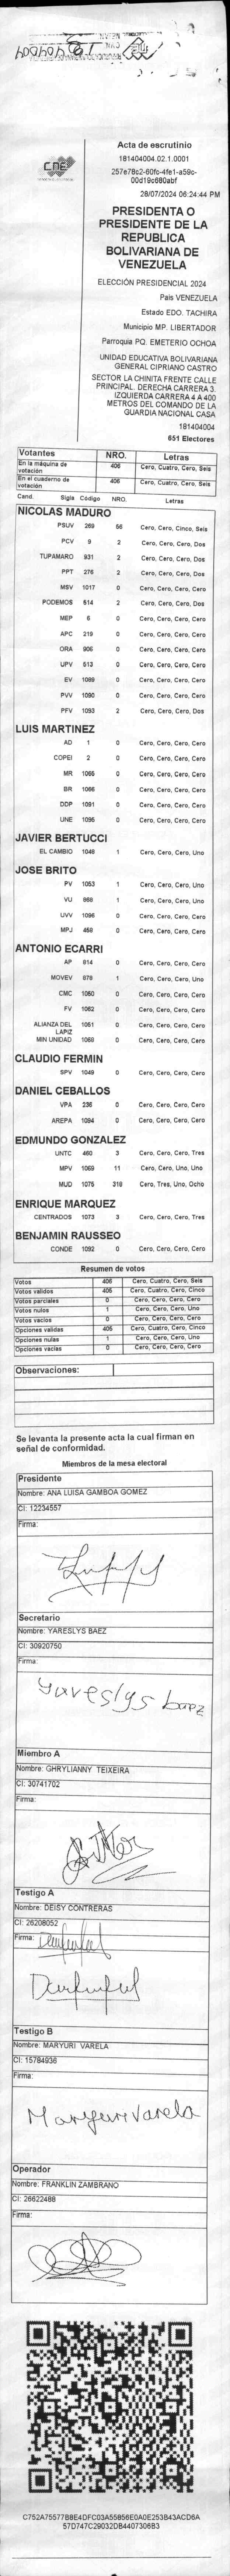 CNE
Acta de escrutinio
181404004.02.1.0001
257e78c2-60fc-4fe1-a59c-
00d19c680abf
28/07/2024 06:24:44 PM
PRESIDENTA O
PRESIDENTE DE LA
REPUBLICA
BOLIVARIANA DE
VENEZUELA
ELECCIÓN PRESIDENCIAL 2024
País VENEZUELA
Estado EDO. TACHIRA
Municipio MP. LIBERTADOR
Parroquia PQ. EMETERIO OCHOA
UNIDAD EDUCATIVA BOLIVARIANA
GENERAL CIPRIANO CASTRO
SECTOR LA CHINITA FRENTE CALLE
PRINCIPAL. DERECHA CARRERA 3.
IZQUIERDA CARRERA 4 A 400
METROS DEL COMANDO DE LA
GUARDIA NACIONAL CASA
181404004
651 Electores
Votantes NRO. Letras
En la máquina de votación 406 Cero, Cuatro, Cero, Seis
En el cuaderno de votación 406 Cero, Cuatro, Cero, Seis
Cand. Sigla Código NRO. Letras
NICOLAS MADURO
PSUV 269 56 Cero, Cero, Cinco, Seis
PCV 9 2 Cero, Cero, Cero, Dos
TUPAMARO 931 2 Cero, Cero, Cero, Dos
PPT 276 2 Cero, Cero, Cero, Dos
MSV 1017 0 Cero, Cero, Cero, Cero
PODEMOS 514 2 Cero, Cero, Cero, Dos
MEP 6 0 Cero, Cero, Cero, Cero
APC 219 0 Cero, Cero, Cero, Cero
ORA 906 0 Cero, Cero, Cero, Cero
UPV 513 0 Cero, Cero, Cero, Cero
EV 1089 0 Cero, Cero, Cero, Cero
PVV 1090 0 Cero, Cero, Cero, Cero
PFV 1093 2 Cero, Cero, Cero, Dos
LUIS MARTINEZ
AD 1 0 Cero, Cero, Cero, Cero
COPEI 2 0 Cero, Cero, Cero, Cero
MR 1065 0 Cero, Cero, Cero, Cero
BR 1066 0 Cero, Cero, Cero, Cero
DDP 1091 0 Cero, Cero, Cero, Cero
UNE 1095 0 Cero, Cero, Cero, Cero
JAVIER BERTUCCI
EL CAMBIO 1048 1 Cero, Cero, Cero, Uno
JOSE BRITO
PV 1053 1 Cero, Cero, Cero, Uno
VU 868 1 Cero, Cero, Cero, Uno
UVV 1096 0 Cero, Cero, Cero, Cero
MPJ 458 0 Cero, Cero, Cero, Cero
ANTONIO ECARRI
AP 814 0 Cero, Cero, Cero, Cero
MOVEV 879 1 Cero, Cero, Cero, Uno
CMC 1050 0 Cero, Cero, Cero, Cero
FV 1062 0 Cero, Cero, Cero, Cero
ALIANZA DEL LAPIZ 1051 0 Cero, Cero, Cero, Cero
MIN UNIDAD 1068 0 Cero, Cero, Cero, Cero
CLAUDIO FERMIN
SPV 1049 0 Cero, Cero, Cero, Cero
DANIEL CEBALLOS
VPA 236 0 Cero, Cero, Cero, Cero
AREPA 1094 0 Cero, Cero, Cero, Cero
EDMUNDO GONZALEZ
UNTC 460 3 Cero, Cero, Cero, Tres
MPV 1069 11 Cero, Cero, Uno, Uno
MUD 1075 318 Cero, Tres, Uno, Ocho
ENRIQUE MARQUEZ
CENTRADOS 1073 3 Cero, Cero, Cero, Tres
BENJAMIN RAUSSEO
CONDE 1092 0 Cero, Cero, Cero, Cero
Resumen de votos
Votos 406 Cero, Cuatro, Cero, Seis
Votos validos 405 Cero, Cuatro, Cero, Cinco
Votos parciales 0 Cero, Cero, Cero, Cero
Votos nulos 1 Cero, Cero, Cero, Uno
Votos vacios 0 Cero, Cero, Cero, Cero
Opciones validas 405 Cero, Cuatro, Cero, Cinco
Opciones nulas 1 Cero, Cero, Cero, Uno
Opciones vacias 0 Cero, Cero, Cero, Cero
Observaciones:
Se levanta la presente acta la cual firman en
señal de conformidad.
Miembros de la mesa electoral
Presidente
Nombre: ANA LUISA GAMBOA GOMEZ
CI: 12234557
Firma:
Secretario
Nombre: YARESLYS BAEZ
CI: 30920750
Firma:
Yareslys baez
Miembro A
Nombre: GHRYLIANNY TEIXEIRA
CI: 30741702
Firma:
Testigo A
Nombre: DEISY CONTRERAS
CI: 26208052
Firma:
Testigo B
Nombre: MARYURI VARELA
CI: 15784936
Firma:
Maryuri Varela
Operador
Nombre: FRANKLIN ZAMBRANO
CI: 26622488
Firma:
C752A75577B8E4DFC03A55856E0A0E253B43ACD6A
57D747C29032DB4407306B3